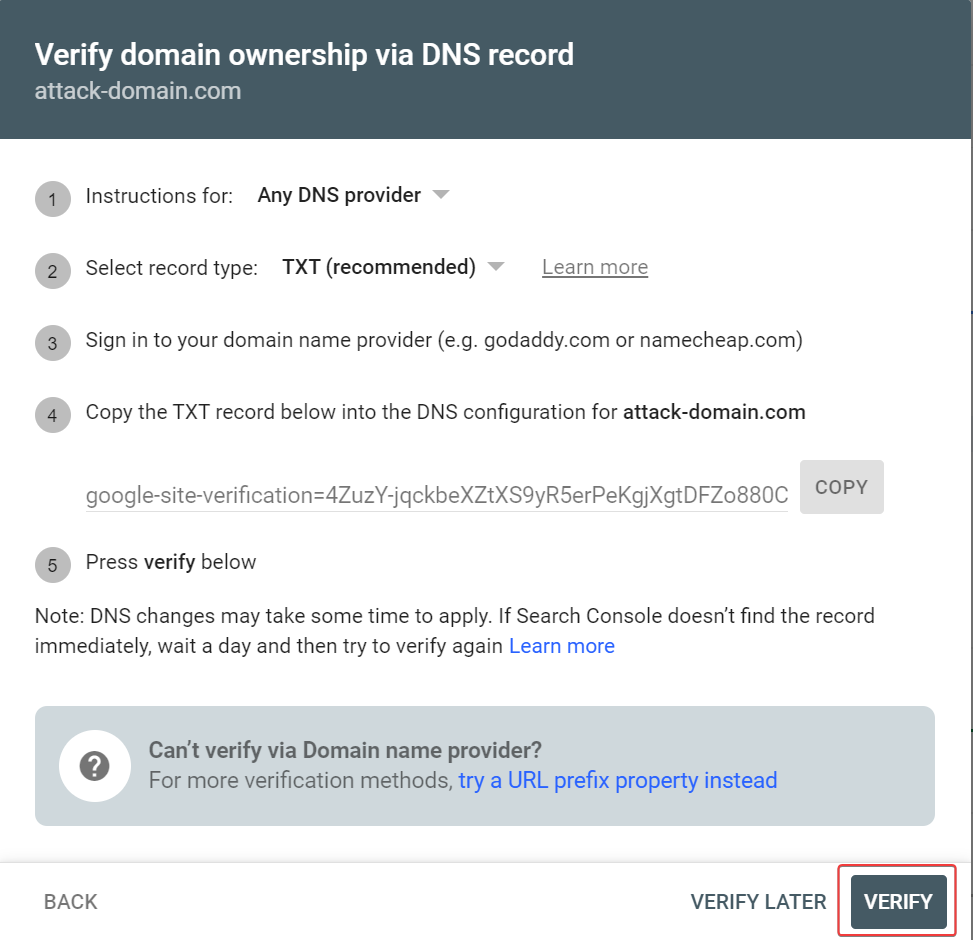 Verify domain ownership via DNS record
attack-domain.com
1 Instructions for: Any DNS provider
2 Select record type: TXT (recommended) Learn more
3 Sign in to your domain name provider (e.g. godaddy.com or namecheap.com)
4 Copy the TXT record below into the DNS configuration for attack-domain.com
google-site-verification=4ZuzY-jqckbeXZtXS9yR5erPeKgjXgtDFZo880C COPY
5 Press verify below
Note: DNS changes may take some time to apply. If Search Console doesn’t find the record
immediately, wait a day and then try to verify again Learn more
?
Can’t verify via Domain name provider?
For more verification methods, try a URL prefix property instead
BACK VERIFY LATER VERIFY